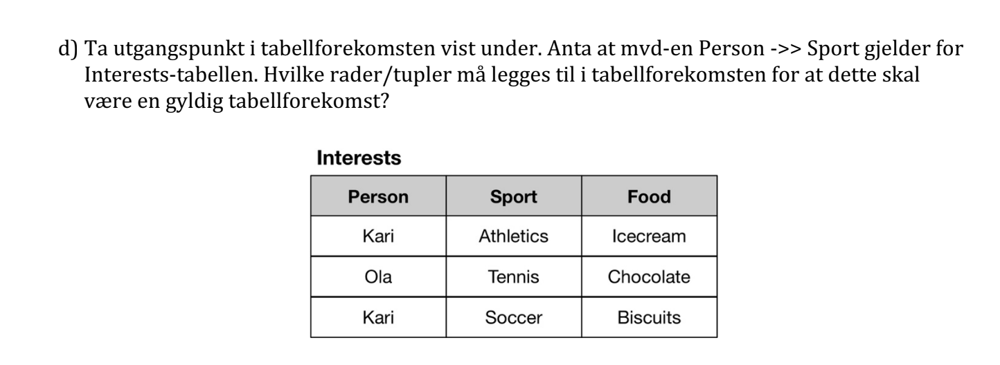 d) Ta utgangspunkt i tabellforekomsten vist under. Anta at mvd-en Person ->> Sport gjelder for
Interests-tabellen. Hvilke rader/tupler må legges til i tabellforekomsten for at dette skal
være en gyldig tabellforekomst?
Interests
Person Sport Food
Kari Athletics Icecream
Ola Tennis Chocolate
Kari Soccer Biscuits